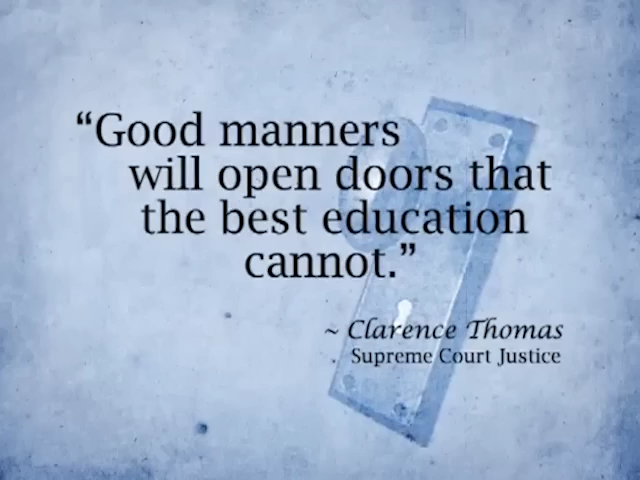 “Good manners
will open doors that
the best education
cannot.”
~ Clarence Thomas
Supreme Court Justice